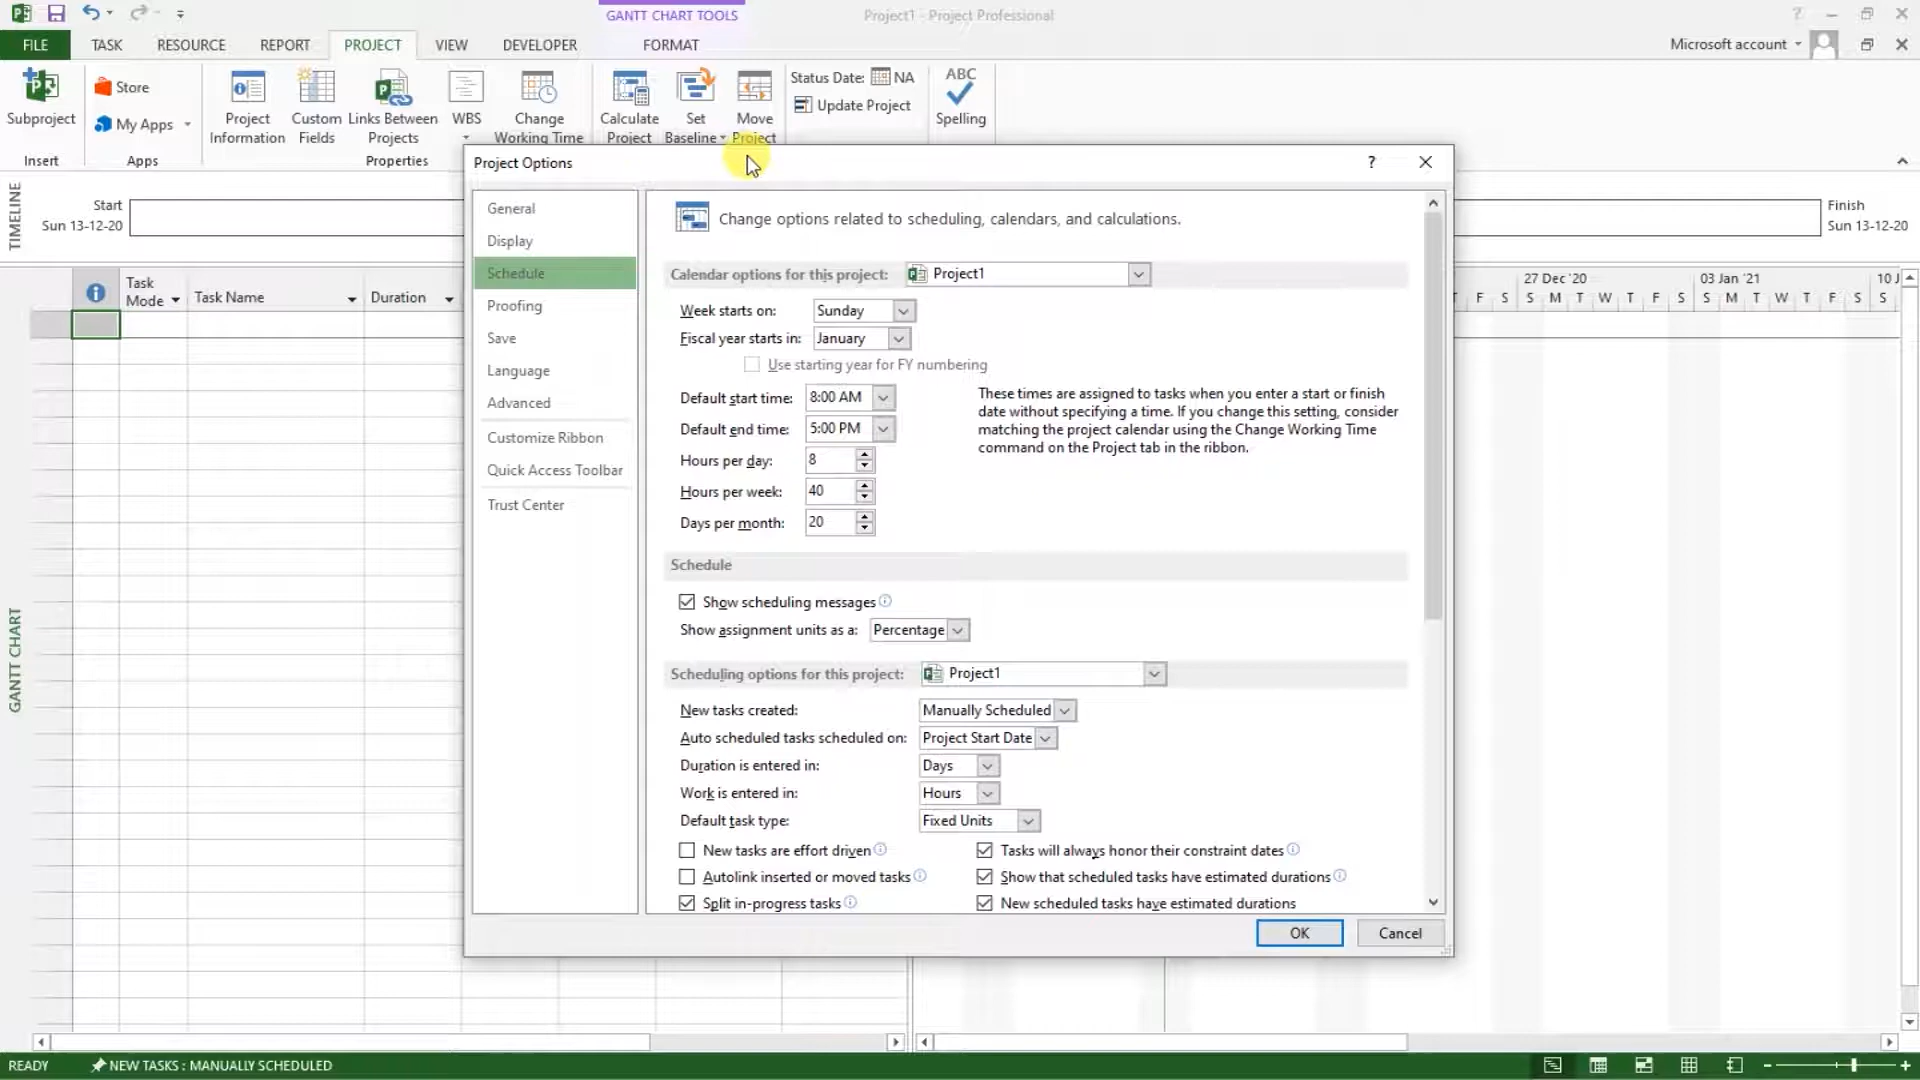 GANTT CHART TOOLS
Project1 - Project Professional
?
FILE TASK RESOURCE REPORT PROJECT VIEW DEVELOPER FORMAT
Microsoft account
Subproject
Store
My Apps
Project
Information
Custom
Fields
Links Between
Projects
WBS
Change
Working Time
Calculate
Project
Set
Baseline
Move
Project
Status Date: NA
Update Project
ABC
Spelling
Insert
Apps
Properties
TIMELINE
Start
Sun 13-12-20
Finish
Sun 13-12-20
Project Options
?
General
Display
Schedule
Proofing
Save
Language
Advanced
Customize Ribbon
Quick Access Toolbar
Trust Center
Change options related to scheduling, calendars, and calculations.
Calendar options for this project: Project1
Week starts on: Sunday
Fiscal year starts in: January
Use starting year for FY numbering
Default start time: 8:00 AM
Default end time: 5:00 PM
Hours per day: 8
Hours per week: 40
Days per month: 20
These times are assigned to tasks when you enter a start or finish
date without specifying a time. If you change this setting, consider
matching the project calendar using the Change Working Time
command on the Project tab in the ribbon.
Schedule
Show scheduling messages
Show assignment units as a: Percentage
Scheduling options for this project: Project1
New tasks created: Manually Scheduled
Auto scheduled tasks scheduled on: Project Start Date
Duration is entered in: Days
Work is entered in: Hours
Default task type: Fixed Units
New tasks are effort driven
Tasks will always honor their constraint dates
Autolink inserted or moved tasks
Show that scheduled tasks have estimated durations
Split in-progress tasks
New scheduled tasks have estimated durations
OK
Cancel
Task
Mode
Task Name
Duration
27 Dec '20
03 Jan '21
10 J
T F S S M T W T F S S M T W T F S S
GANTT CHART
READY
NEW TASKS : MANUALLY SCHEDULED